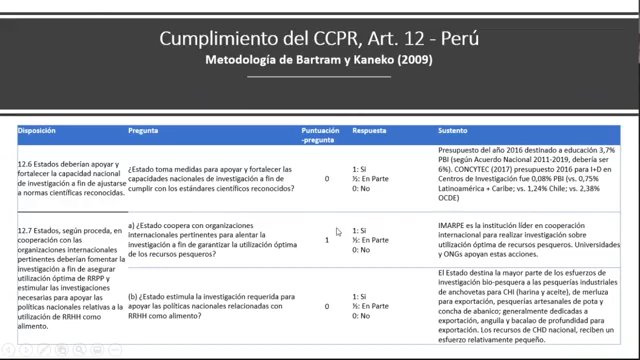 Cumplimiento del CCPR, Art. 12 - Perú
Metodología de Bartram y Kaneko (2009)
Disposición
Pregunta
Puntuación
-pregunta
Respuesta
Sustento
12.6 Estados deberían apoyar y
fortalecer la capacidad nacional
de investigación a fin de ajustarse
a normas científicas reconocidas.
¿Estado toma medidas para apoyar y fortalecer las
capacidades nacionales de investigación a fin de
cumplir con los estándares científicos reconocidos?
0
1: Si
½: En Parte
0: No
Presupuesto del año 2016 destinado a educación 3,7%
PBI (según Acuerdo Nacional 2011-2019, debería ser
6%). CONCYTEC (2017) presupuesto 2016 para I+D en
Centros de Investigación fue 0,08% PBI (vs. 0,75%
Latinoamérica + Caribe; vs. 1,24% Chile; vs. 2,38%
OCDE)
12.7 Estados, según proceda, en
cooperación con las
organizaciones internacionales
pertinentes deberían fomentar la
investigación a fin de asegurar
utilización óptima de RRPP y
estimular las investigaciones
necesarias para apoyar las
políticas nacionales relativas a la
utilización de RRHH como
alimento.
a) ¿Estado coopera con organizaciones
internacionales pertinentes para alentar la
investigación a fin de garantizar la utilización óptima
de los recursos pesqueros?
1
1: Si
½: En Parte
0: No
IMARPE es la institución líder en cooperación
internacional para realizar investigación sobre
utilización óptima de recursos pesqueros. Universidades
y ONGs apoyan estas acciones.
(b) ¿Estado estimula la investigación requerida para
apoyar las políticas nacionales relacionadas con
RRHH como alimento?
0
1: Si
½: En Parte
0: No
El Estado destina la mayor parte de los esfuerzos de
investigación bio-pesquera a las pesquerías industriales
de anchovetas para CHI (harina y aceite), de merluza
para exportación, pesquerías artesanales de pota y
concha de abanico; generalmente dedicadas a
exportación, anguila y bacalao de profundidad para
exportación. Los recursos de CHD nacional, reciben un
esfuerzo relativamente pequeño.